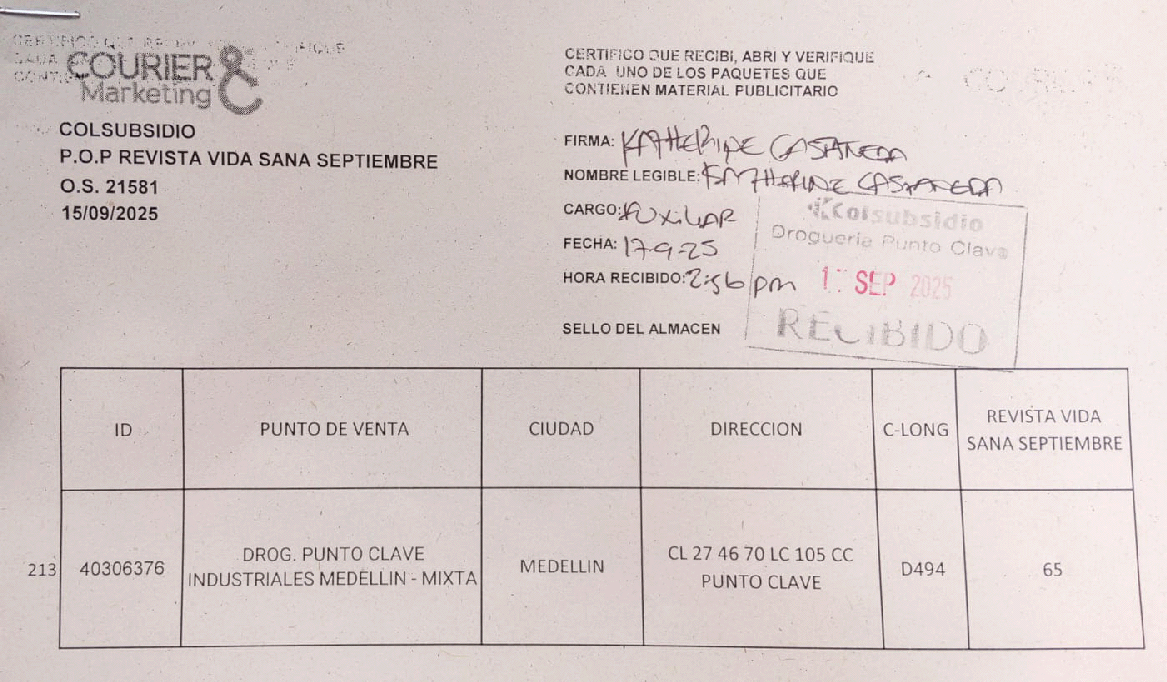 COURIER &
Marketing
COLSUBSIDIO
P.O.P REVISTA VIDA SANA SEPTIEMBRE
O.S. 21581
15/09/2025
CERTIFICO QUE RECIBI, ABRI Y VERIFIQUE
CADA UNO DE LOS PAQUETES QUE
CONTIENEN MATERIAL PUBLICITARIO
FIRMA: KATHERINE CASTAÑEDA
NOMBRE LEGIBLE: KATHERINE CASTAÑEDA
CARGO: AUXILIAR
FECHA: 17-9-25
HORA RECIBIDO: 2:56 pm
SELLO DEL ALMACEN
Colsubsidio
Drogueria Punto Clave
SEP 2025
RECIBIDO
ID PUNTO DE VENTA CIUDAD DIRECCION C-LONG REVISTA VIDA SANA SEPTIEMBRE
213 40306376 DROG. PUNTO CLAVE INDUSTRIALES MEDELLIN - MIXTA MEDELLIN CL 27 46 70 LC 105 CC PUNTO CLAVE D494 65